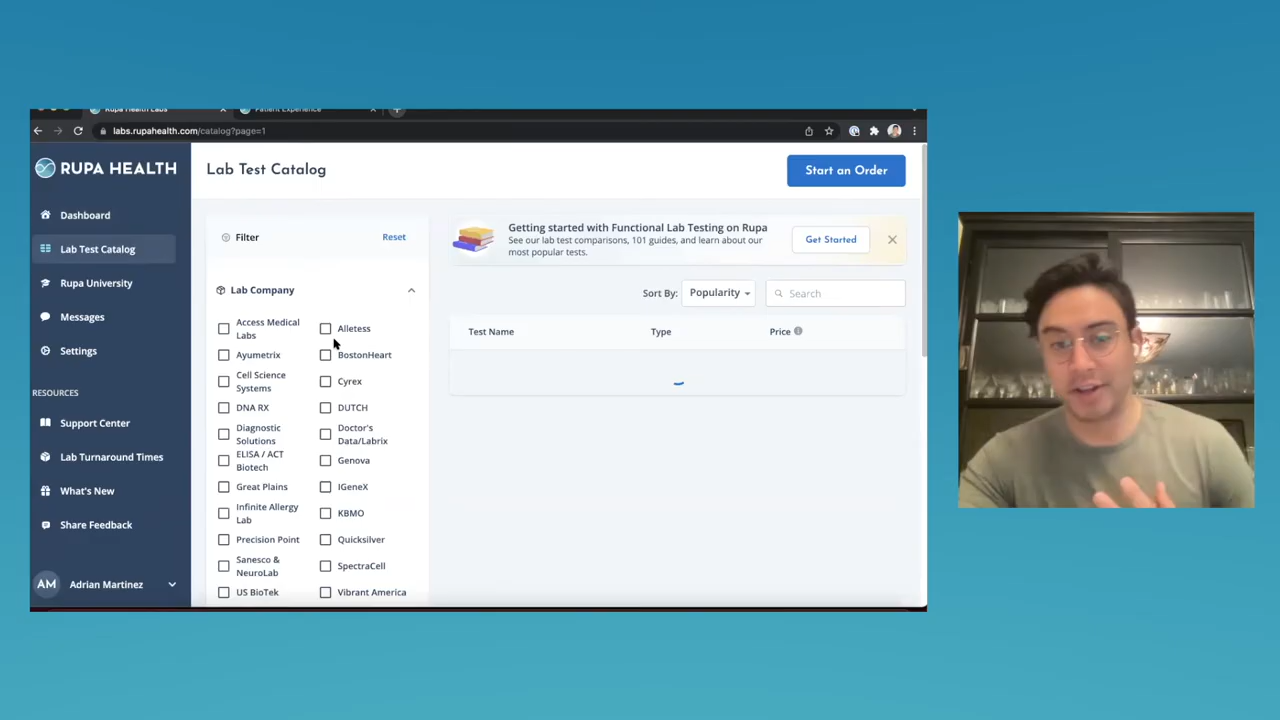 Rupa Health Labs
Patient Experience
labs.rupahealth.com/catalog?page=1
RUPA HEALTH
Dashboard
Lab Test Catalog
Rupa University
Messages
Settings
RESOURCES
Support Center
Lab Turnaround Times
What's New
Share Feedback
AM
Adrian Martinez
Lab Test Catalog
Start an Order
Filter
Reset
Lab Company
Access Medical
Labs
Alletess
Ayumetrix
BostonHeart
Cell Science
Systems
Cyrex
DNA RX
DUTCH
Diagnostic
Solutions
Doctor's
Data/Labrix
ELISA / ACT
Biotech
Genova
Great Plains
IGeneX
Infinite Allergy
Lab
KBMO
Precision Point
Quicksilver
Sanesco &
NeuroLab
SpectraCell
US BioTek
Vibrant America
Getting started with Functional Lab Testing on Rupa
See our lab test comparisons, 101 guides, and learn about our
most popular tests.
Get Started
Sort By:
Popularity
Search
Test Name
Type
Price